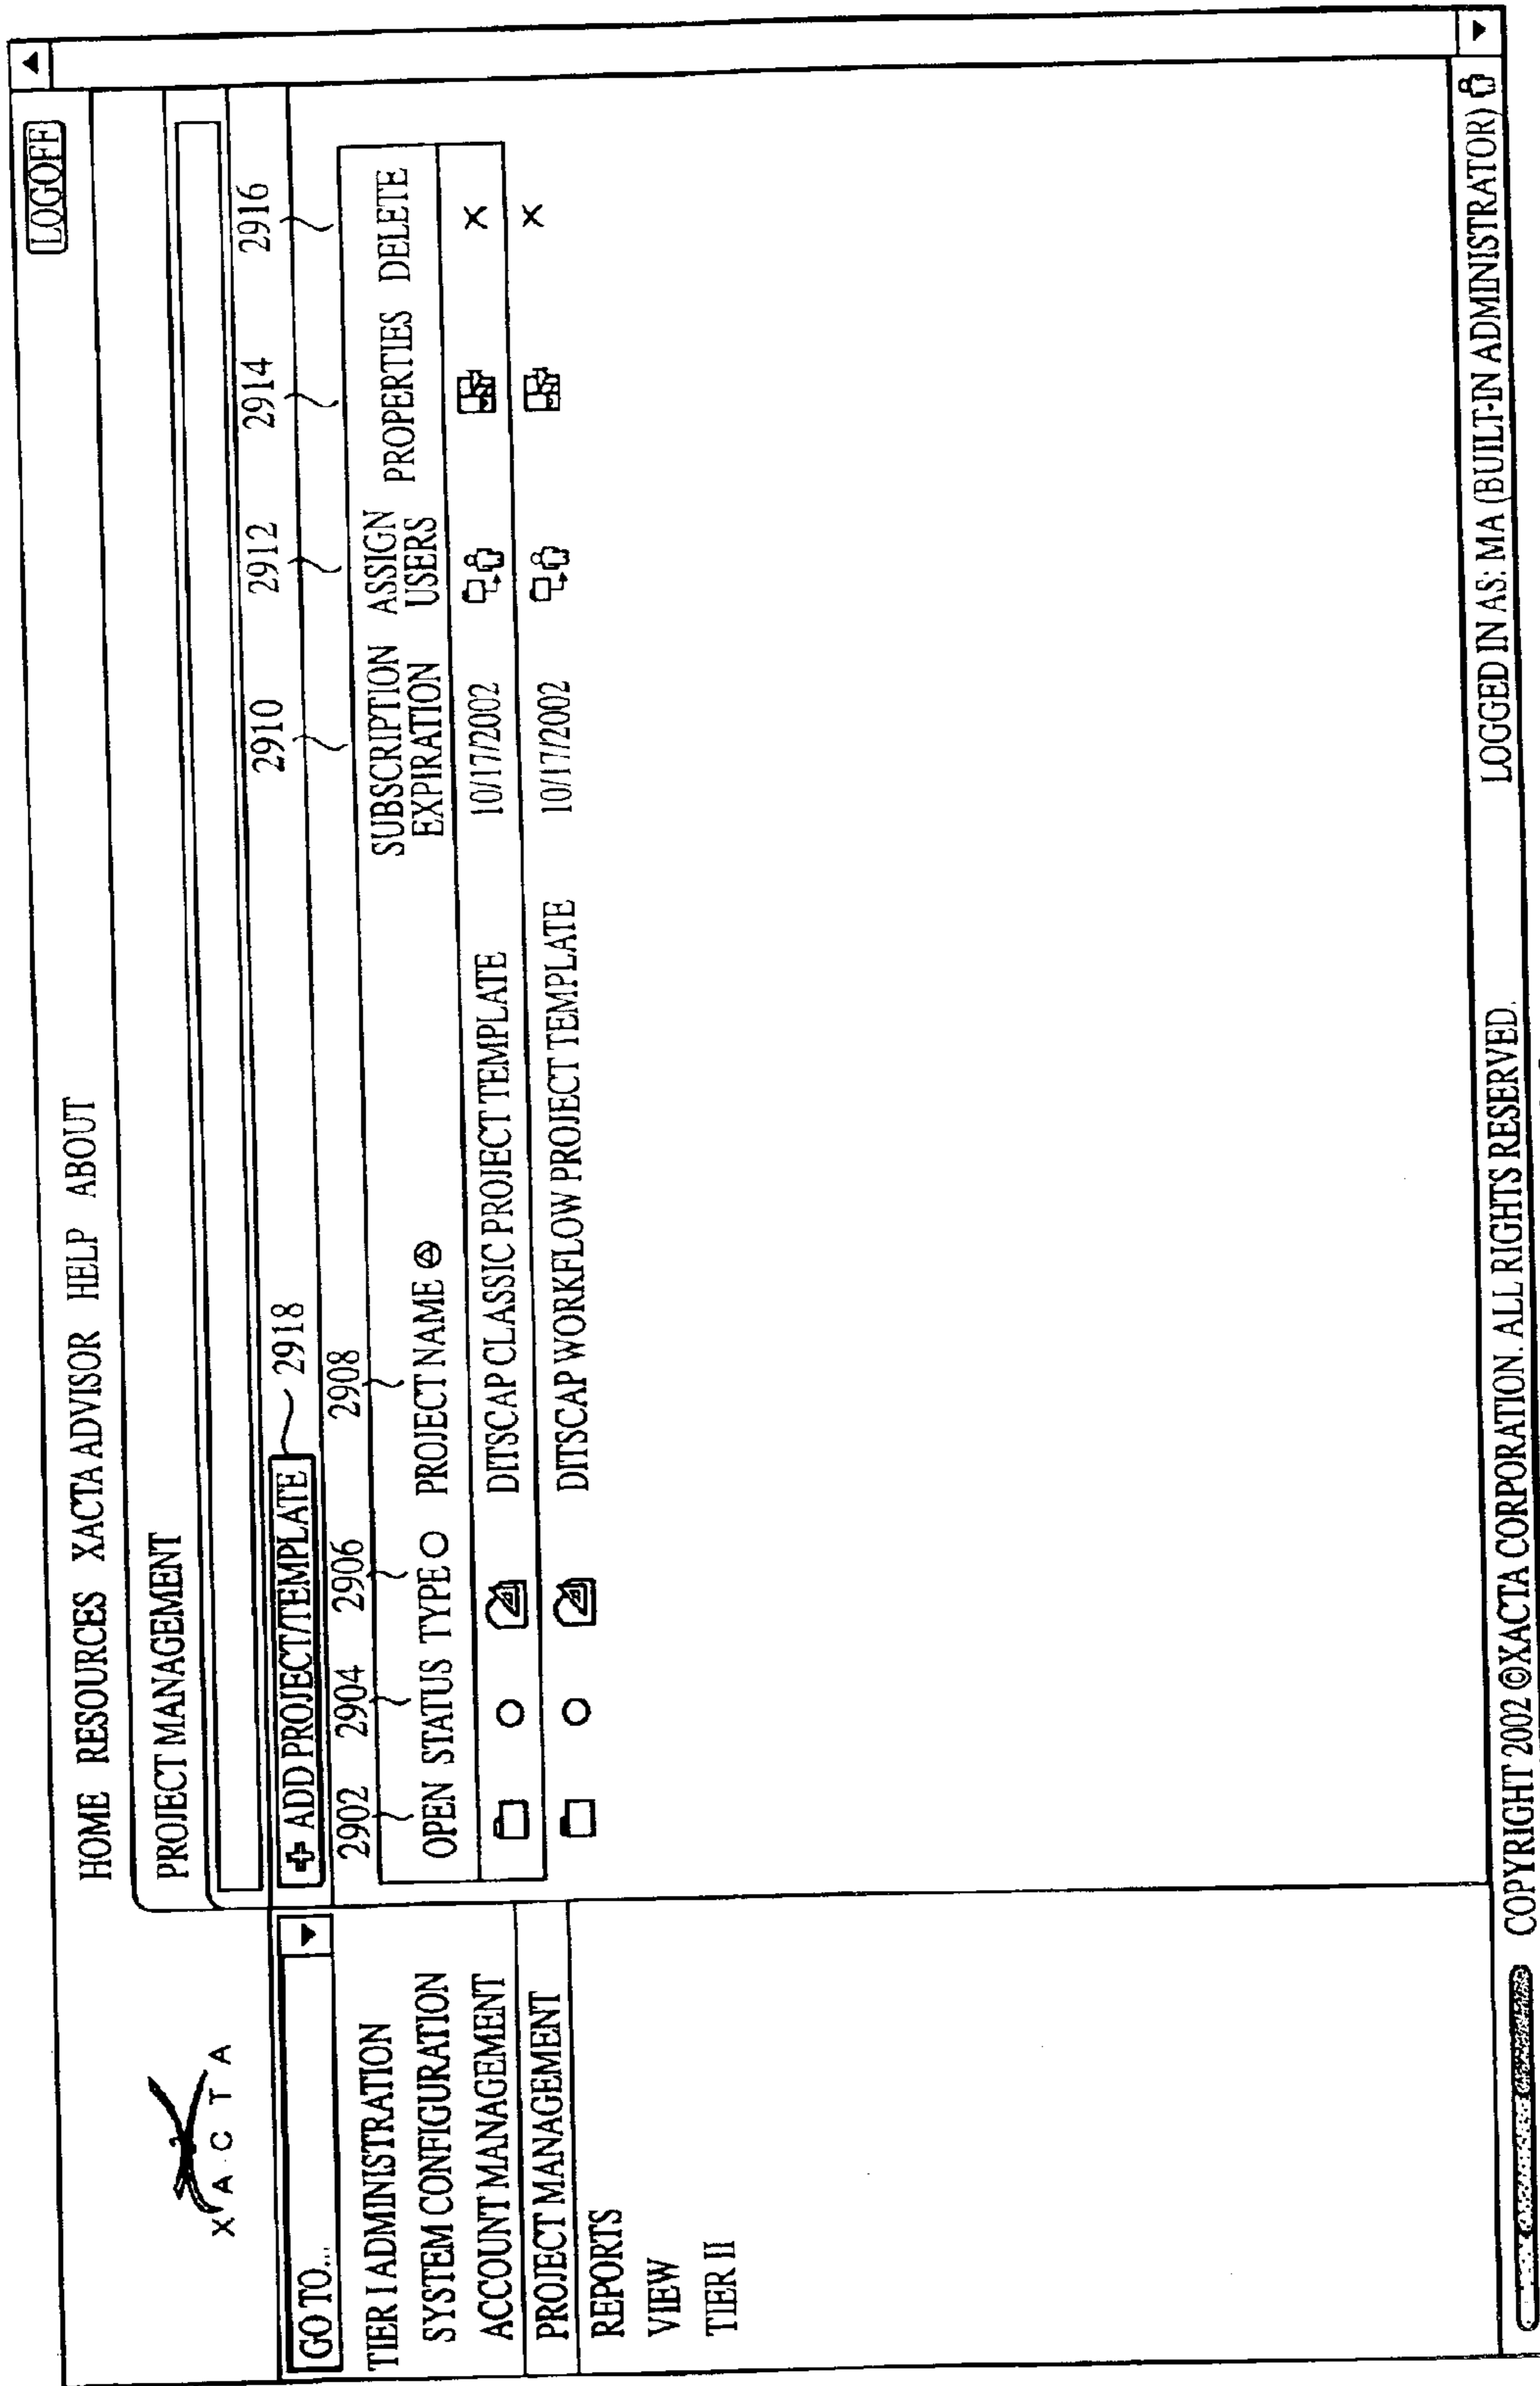 LOGOFF
HOME RESOURCES XACTA ADVISOR HELP ABOUT
XACTA
PROJECT MANAGEMENT
GO TO...
+ ADD PROJECT/TEMPLATE 2918
2902 2904 2906 2908 2910 2912 2914 2916
OPEN STATUS TYPE PROJECT NAME SUBSCRIPTION EXPIRATION ASSIGN USERS PROPERTIES DELETE
DITSCAP CLASSIC PROJECT TEMPLATE 10/17/2002 X
DITSCAP WORKFLOW PROJECT TEMPLATE 10/17/2002 X
TIER I ADMINISTRATION
SYSTEM CONFIGURATION
ACCOUNT MANAGEMENT
PROJECT MANAGEMENT
REPORTS
VIEW
TIER II
COPYRIGHT 2002 ©XACTA CORPORATION. ALL RIGHTS RESERVED. LOGGED IN AS: MA (BUILT-IN ADMINISTRATOR)